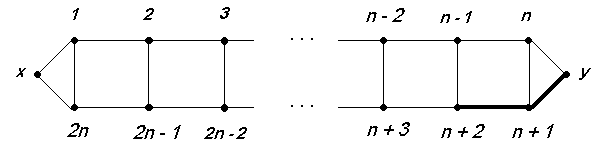 1 2 3 . . . n - 2 n - 1 n
x y
2n 2n - 1 2n - 2 . . . n + 3 n + 2 n + 1